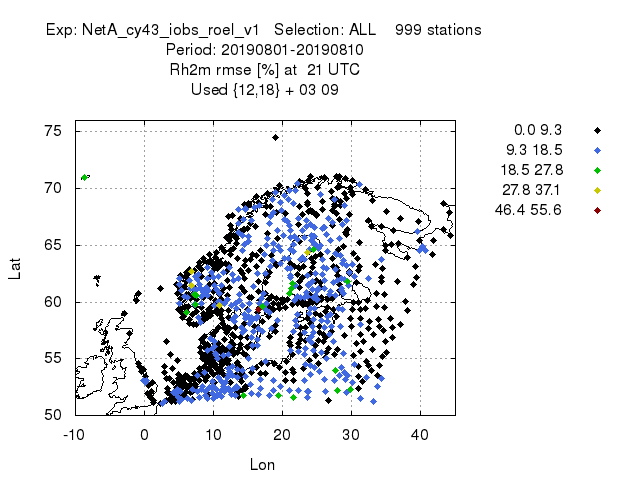 Exp: NetA_cy43_iobs_roel_v1 Selection: ALL 999 stations
Period: 20190801-20190810
Rh2m rmse [%] at 21 UTC
Used {12,18} + 03 09
0.0 9.3
9.3 18.5
18.5 27.8
27.8 37.1
46.4 55.6
75
70
65
60
55
50
Lat
-10 0 10 20 30 40
Lon